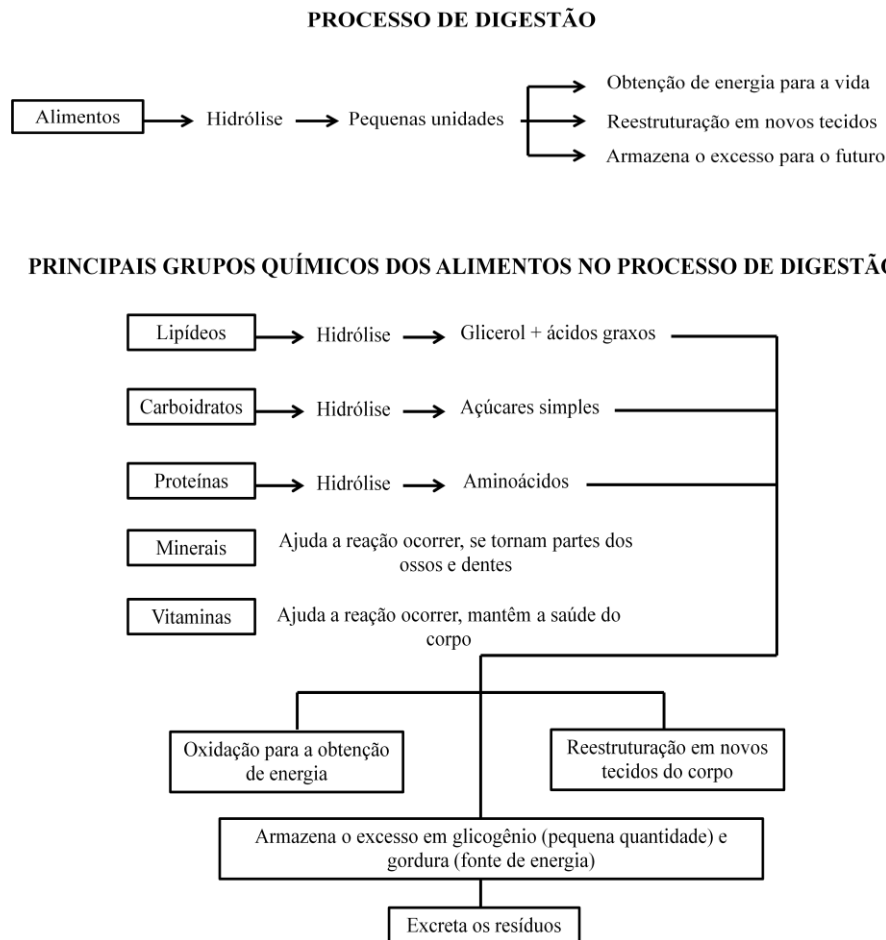 PROCESSO DE DIGESTÃO
Obtenção de energia para a vida
Alimentos Hidrólise Pequenas unidades Reestruturação em novos tecidos
Armazena o excesso para o futuro
PRINCIPAIS GRUPOS QUÍMICOS DOS ALIMENTOS NO PROCESSO DE DIGESTÃO
Lipídeos Hidrólise Glicerol + ácidos graxos
Carboidratos Hidrólise Açúcares simples
Proteínas Hidrólise Aminoácidos
Minerais Ajuda a reação ocorrer, se tornam partes dos
ossos e dentes
Vitaminas Ajuda a reação ocorrer, mantêm a saúde do
corpo
Oxidação para a obtenção
de energia
Reestruturação em novos
tecidos do corpo
Armazena o excesso em glicogênio (pequena quantidade) e
gordura (fonte de energia)
Excreta os resíduos